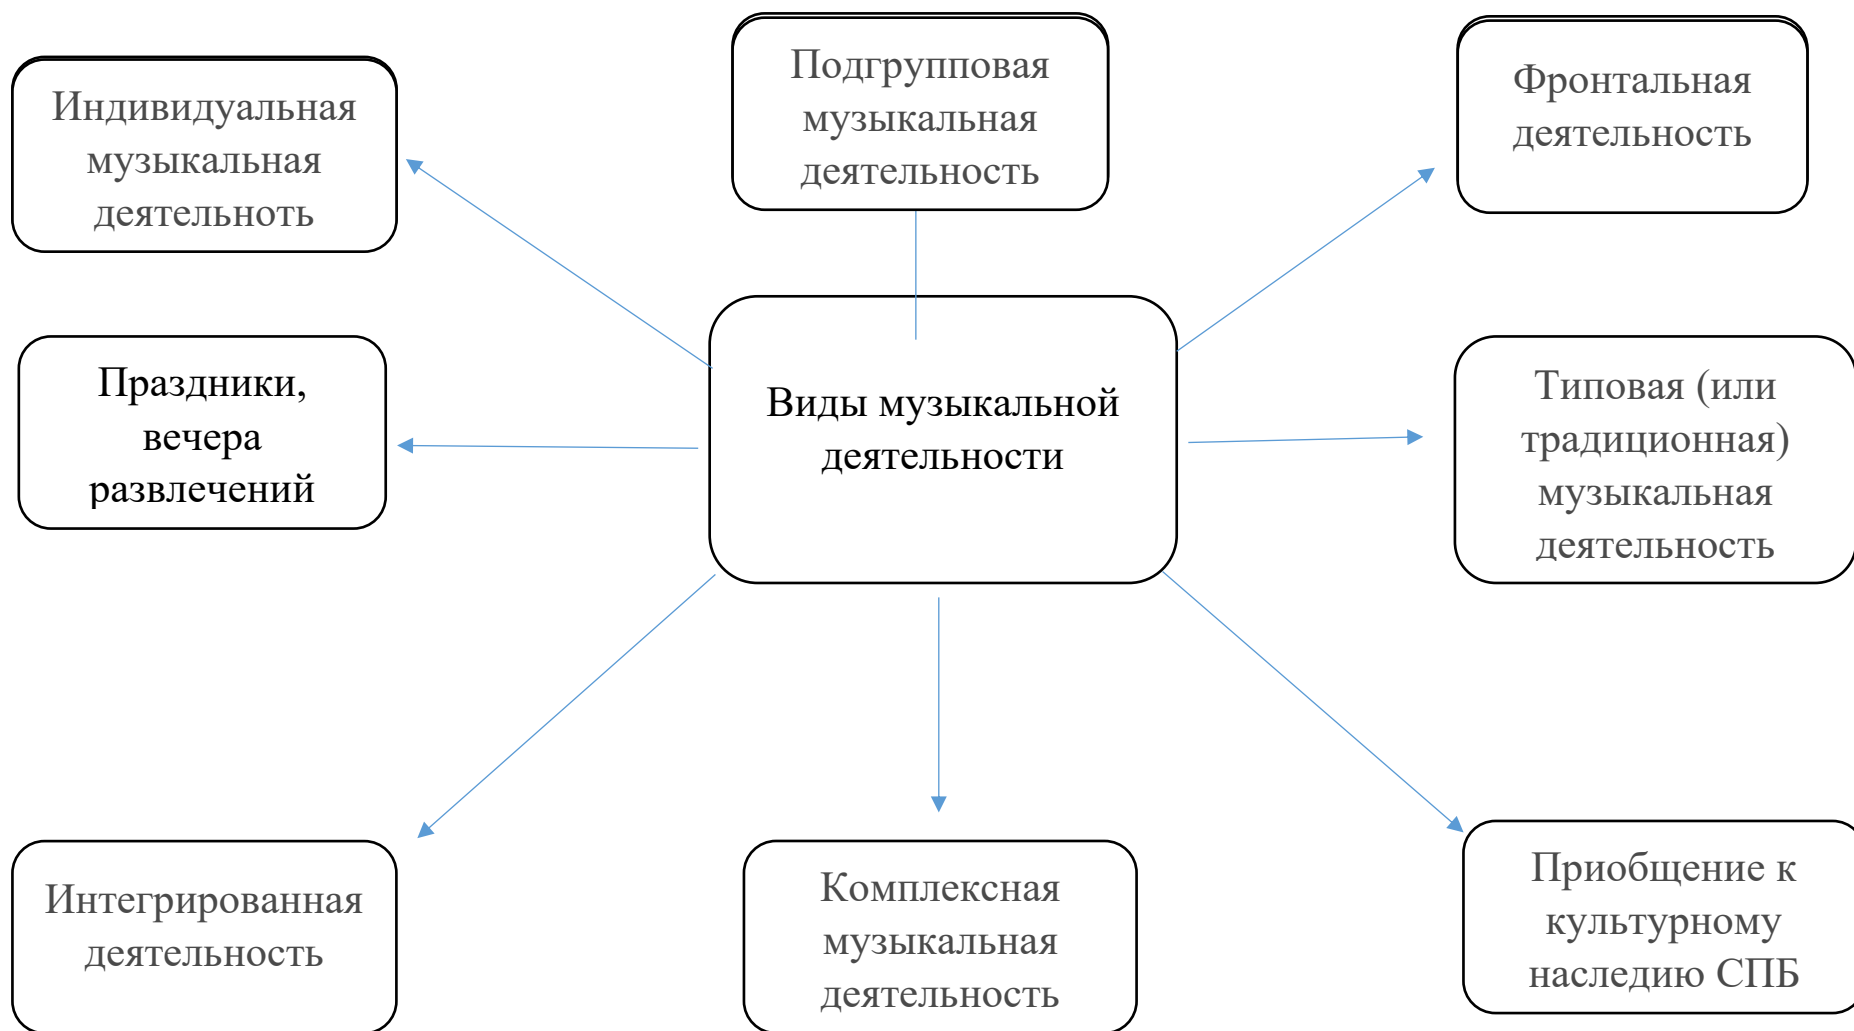 Индивидуальная
музыкальная
деятельноть
Подгрупповая
музыкальная
деятельность
Фронтальная
деятельность
Праздники,
вечера
развлечений
Виды музыкальной
деятельности
Типовая (или
традиционная)
музыкальная
деятельность
Интегрированная
деятельность
Комплексная
музыкальная
деятельность
Приобщение к
культурному
наследию СПБ